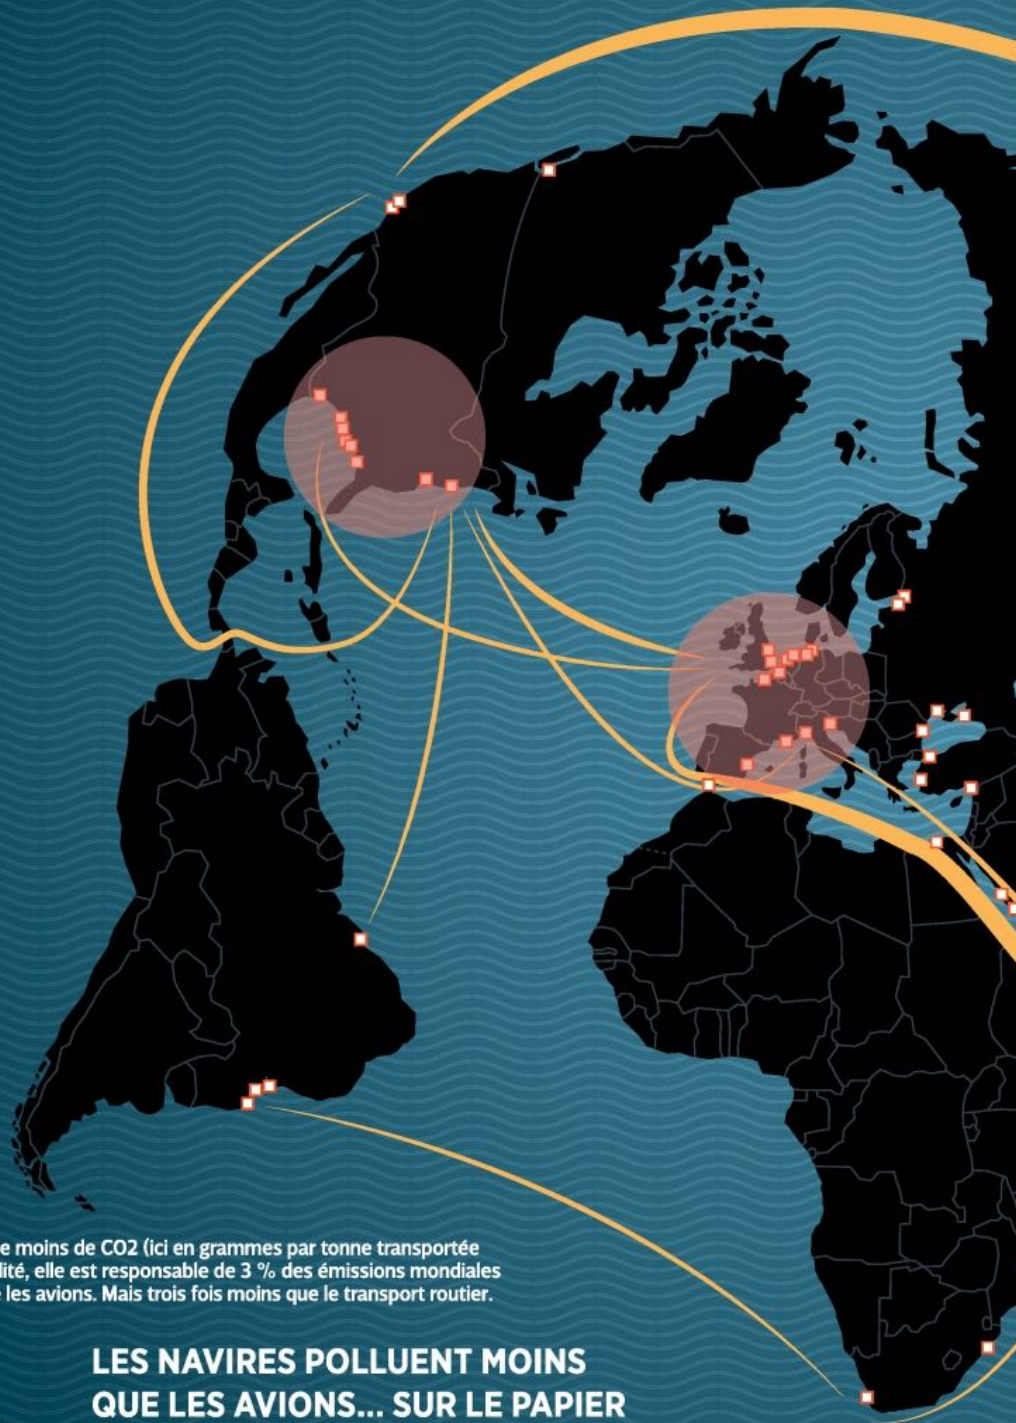 e moins de CO2 (ici en grammes par tonne transportée
lité, elle est responsable de 3 % des émissions mondiales
les avions. Mais trois fois moins que le transport routier.
LES NAVIRES POLLUENT MOINS
QUE LES AVIONS... SUR LE PAPIER